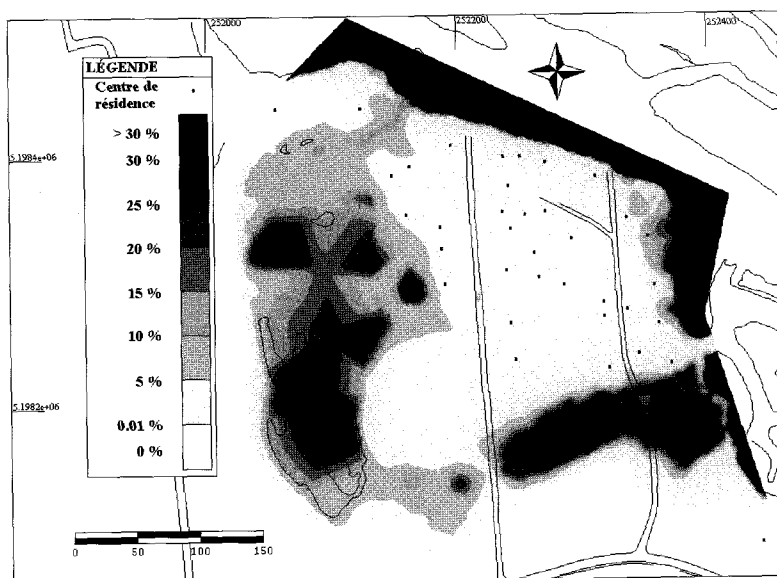 252000 252200 252400
LÉGENDE
Centre de
résidence
> 30 %
30 %
25 %
20 %
15 %
10 %
5 %
0.01 %
0 %
5.1984e+06
5.1982e+06
0 50 100 150